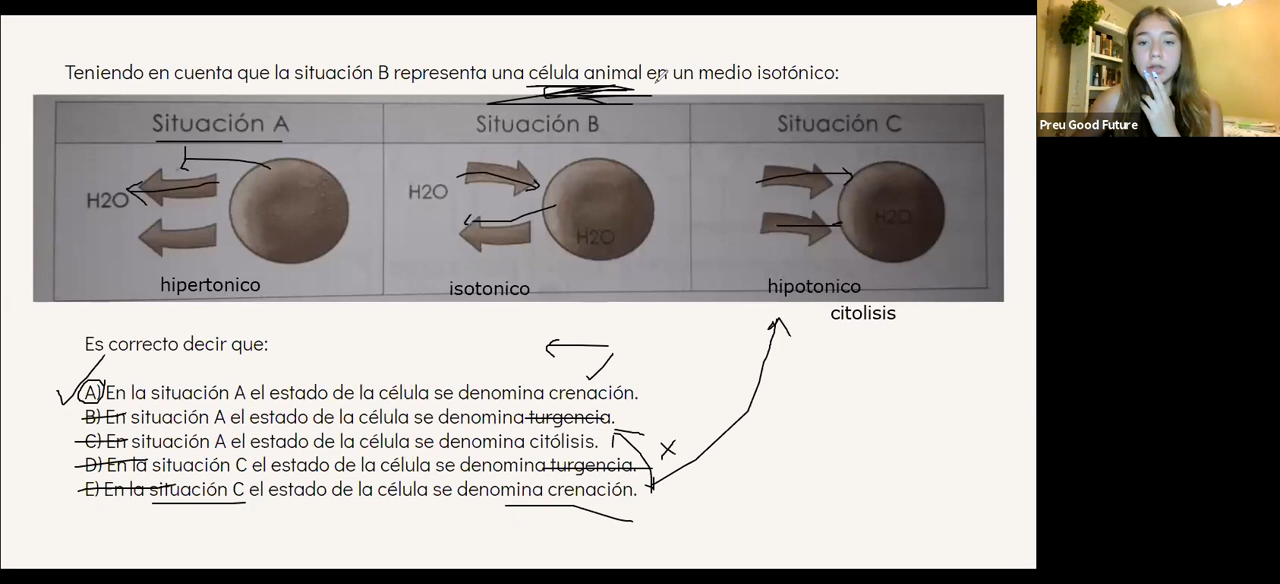 Teniendo en cuenta que la situación B representa una célula animal en un medio isotónico:
Situación A
Situación B
Situación C
H2O
H2O
H2O
H2O
hipertonico
isotonico
hipotonico
citolisis
Es correcto decir que:
A) En la situación A el estado de la célula se denomina crenación.
B) En situación A el estado de la célula se denomina turgencia.
C) En situación A el estado de la célula se denomina citólisis.
D) En la situación C el estado de la célula se denomina turgencia.
E) En la situación C el estado de la célula se denomina crenación.
Preu Good Future